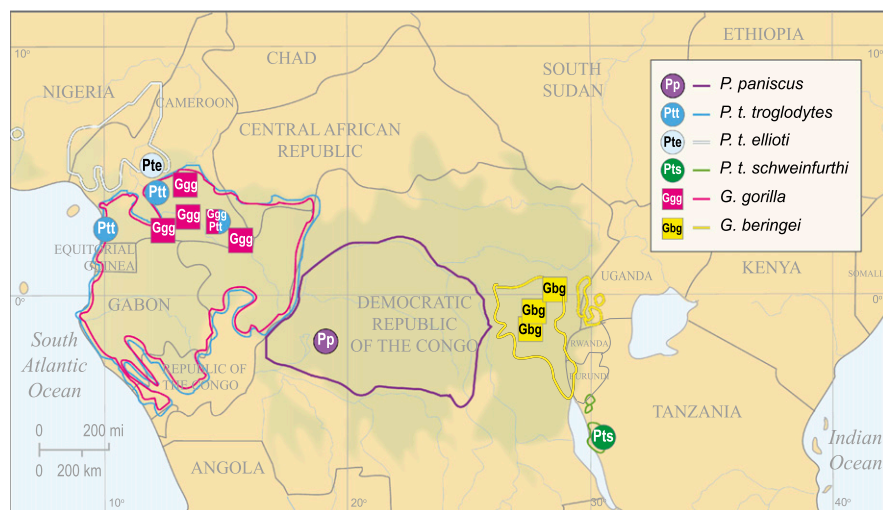 10°
10°
ETHIOPIA
CHAD
NIGERIA
CAMEROON
SOUTH
SUDAN
CENTRAL AFRICAN
REPUBLIC
Pp P. paniscus
Ptt P. t. troglodytes
Pte P. t. ellioti
Pts P. t. schweinfurthi
Ggg G. gorilla
Gbg G. beringei
Pte
Ptt
Ggg
Ggg
Ggg
Ptt
Ggg
Ggg
Ptt
EQUITORIAL
GUINEA
GABON
0°
0°
UGANDA
KENYA
SOMALI
DEMOCRATIC
REPUBLIC
OF THE CONGO
Gbg
Gbg
Gbg
Pp
RWANDA
BURUNDI
South
Atlantic
Ocean
REPUBLIC OF
THE CONGO
TANZANIA
Pts
Indian
Ocean
0 200 mi
0 200 km
ANGOLA
10°
20°
30°
40°